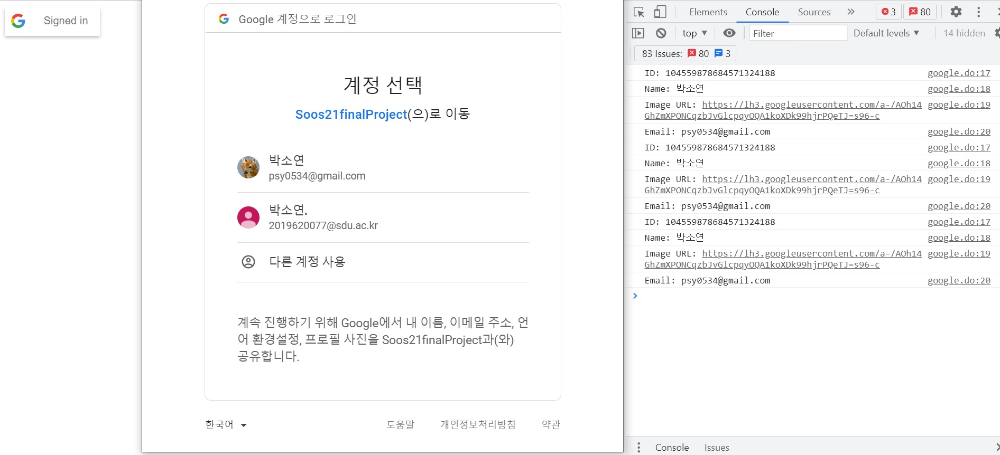 Signed in
Google 계정으로 로그인
계정 선택
Soos21finalProject(으)로 이동
박소연
psy0534@gmail.com
박소연.
2019620077@sdu.ac.kr
다른 계정 사용
계속 진행하기 위해 Google에서 내 이름, 이메일 주소, 언
어 환경설정, 프로필 사진을 Soos21finalProject과(와)
공유합니다.
한국어 도움말 개인정보처리방침 약관
Elements Console Sources 3 80
top Filter Default levels 14 hidden
83 Issues: 80 3
ID: 104559878684571324188 google.do:17
Name: 박소연 google.do:18
Image URL: https://lh3.googleusercontent.com/a-/AOh14 google.do:19
GhZmXPONCqzbJvGlcpqyOQA1koXDk99hjrPQeTJ=s96-c
Email: psy0534@gmail.com google.do:20
ID: 104559878684571324188 google.do:17
Name: 박소연 google.do:18
Image URL: https://lh3.googleusercontent.com/a-/AOh14 google.do:19
GhZmXPONCqzbJvGlcpqyOQA1koXDk99hjrPQeTJ=s96-c
Email: psy0534@gmail.com google.do:20
ID: 104559878684571324188 google.do:17
Name: 박소연 google.do:18
Image URL: https://lh3.googleusercontent.com/a-/AOh14 google.do:19
GhZmXPONCqzbJvGlcpqyOQA1koXDk99hjrPQeTJ=s96-c
Email: psy0534@gmail.com google.do:20
Console Issues